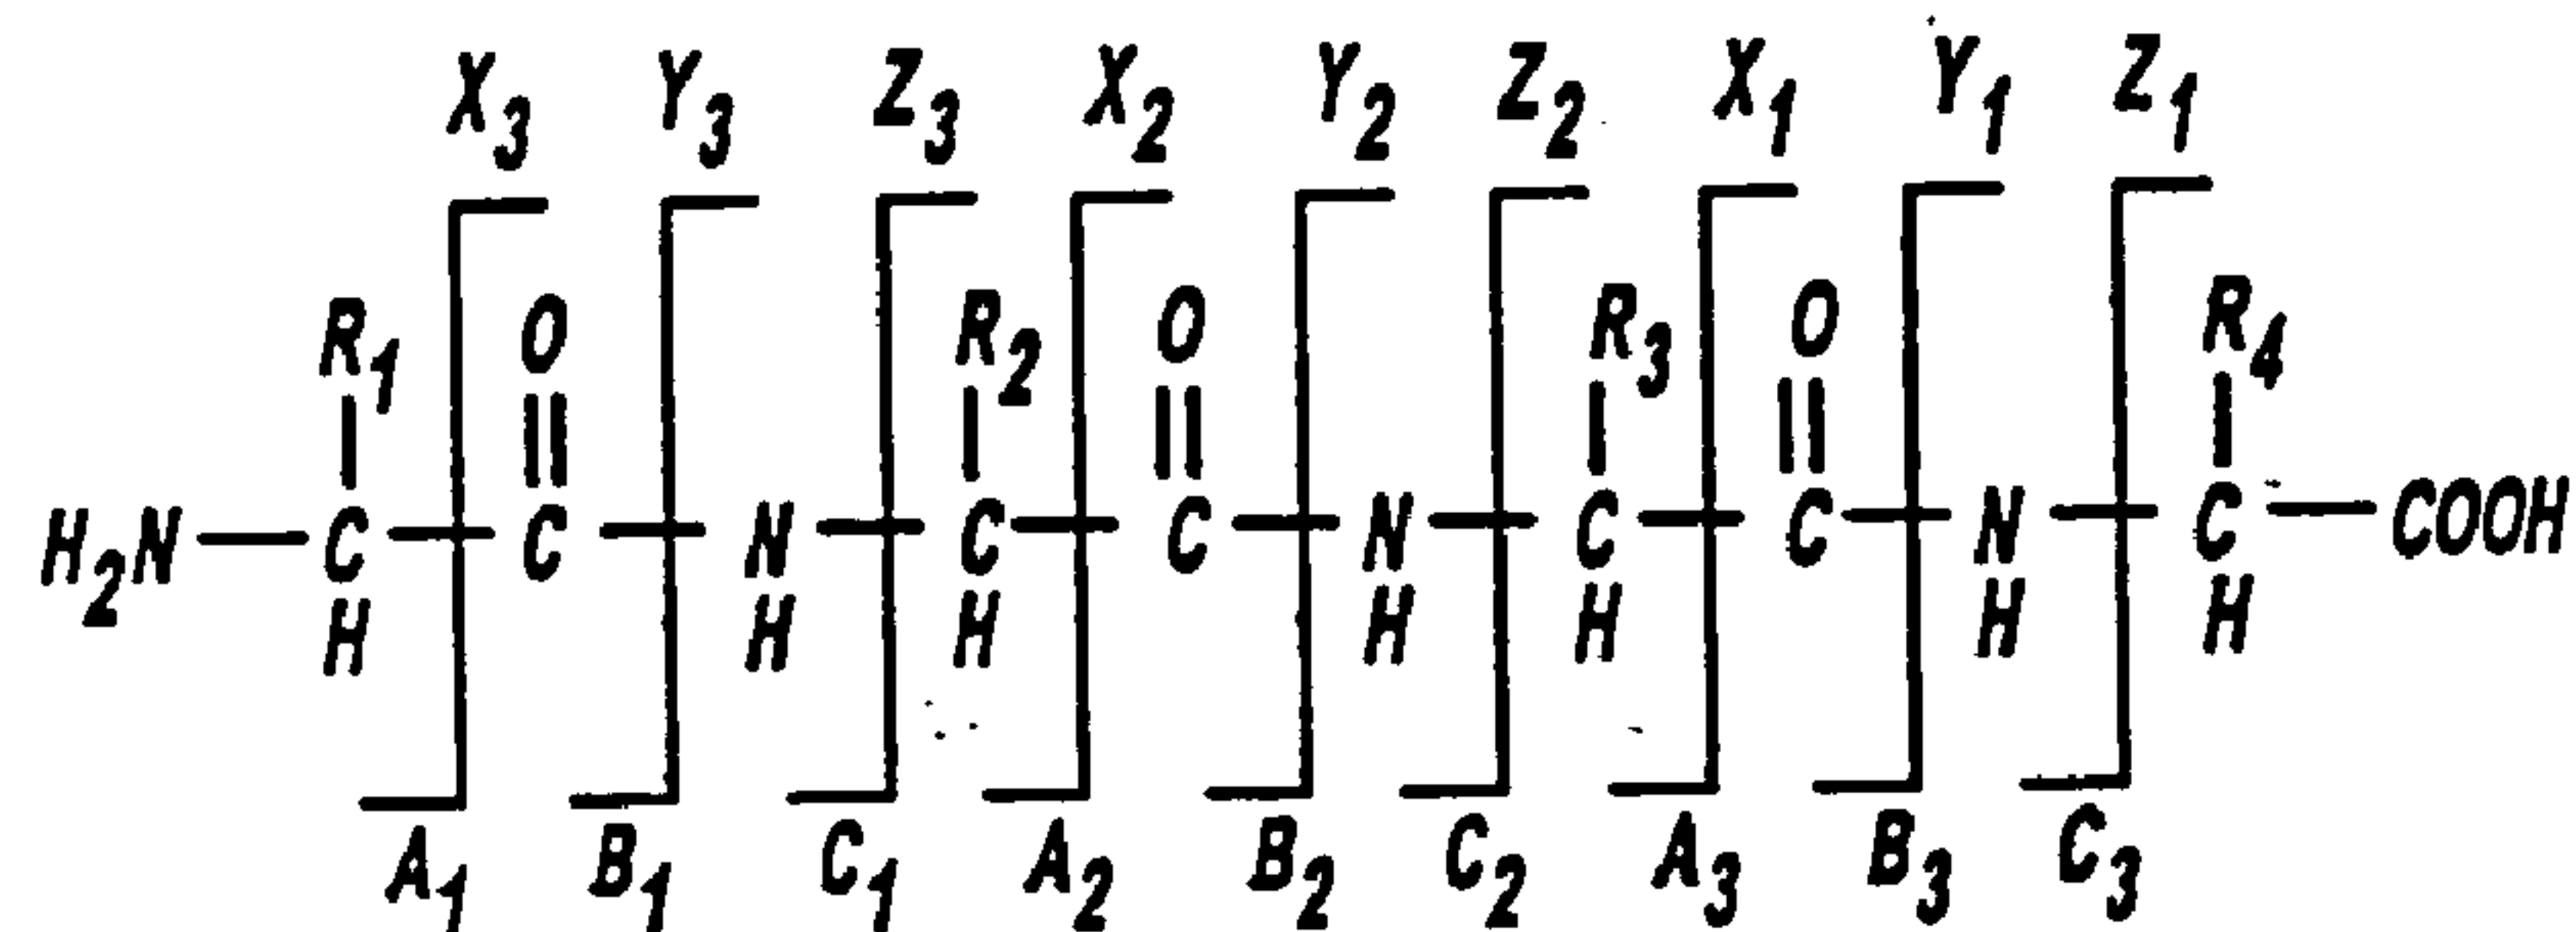 X₃ Y₃ Z₃ X₂ Y₂ Z₂ X₁ Y₁ Z₁
R₁ O R₂ O R₃ O R₄
H₂N C C N C C N C C N C COOH
H H H H H H H
A₁ B₁ C₁ A₂ B₂ C₂ A₃ B₃ C₃